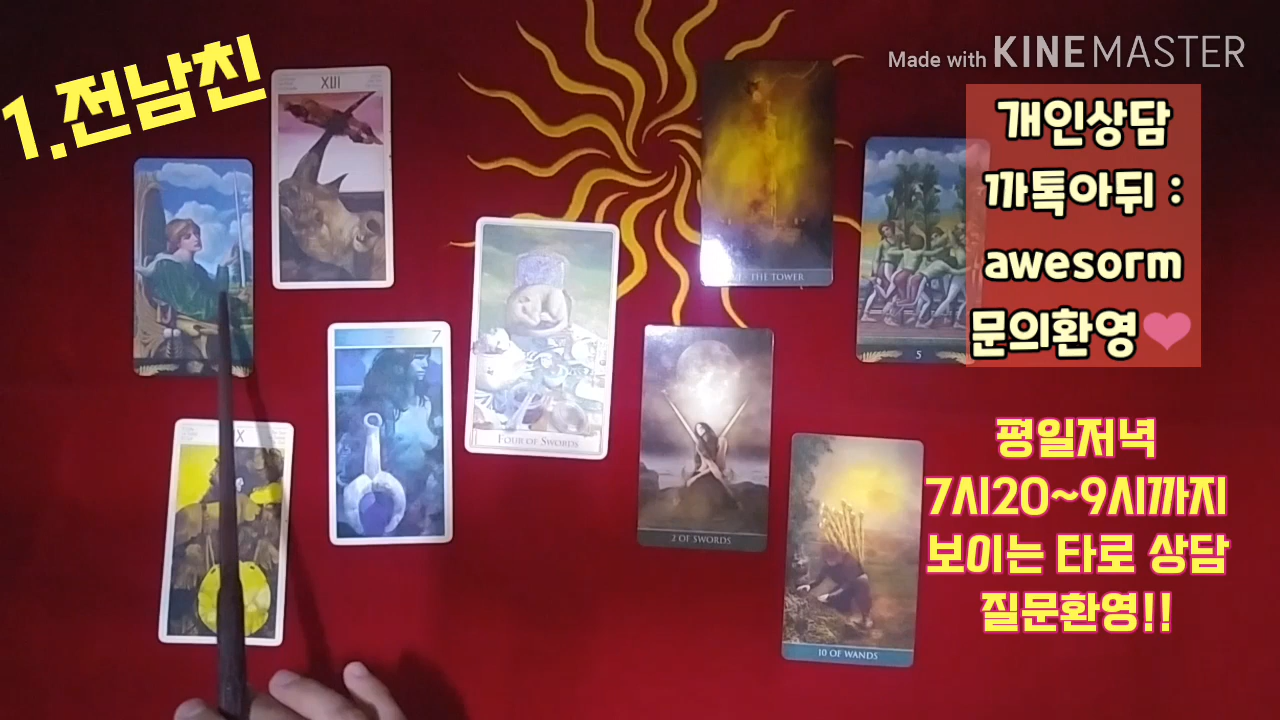 1.전남친
Made with KINEMASTER
개인상담
까톡아뒤 :
awesorm
문의환영
평일저녁
7시20~9시까지
보이는 타로 상담
질문환영!!
XIII
THE TOWER
7
FOUR OF SWORDS
5
X
2 OF SWORDS
10 OF WANDS